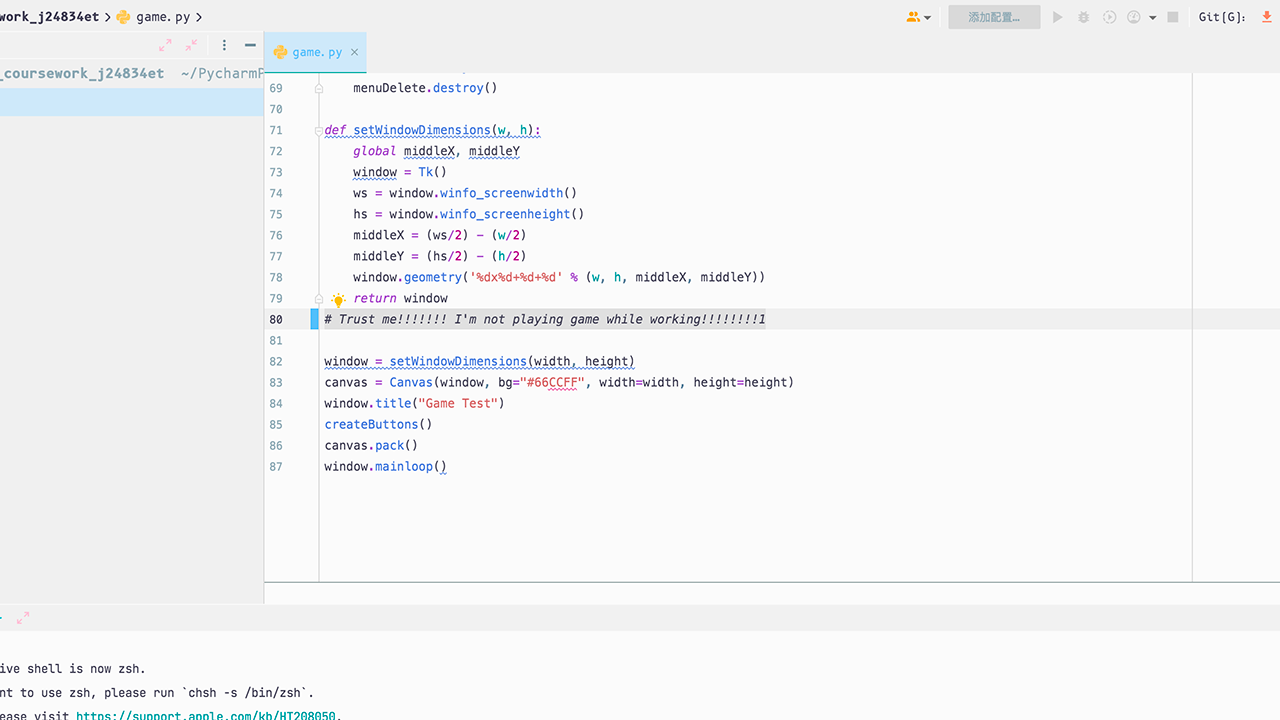 work_j24834et > game.py >
添加配置...
Git[G]:
game.py ×
_coursework_j24834et ~/PycharmP
69 menuDelete.destroy()
70
71 def setWindowDimensions(w, h):
72 global middleX, middleY
73 window = Tk()
74 ws = window.winfo_screenwidth()
75 hs = window.winfo_screenheight()
76 middleX = (ws/2) - (w/2)
77 middleY = (hs/2) - (h/2)
78 window.geometry('%dx%d+%d+%d' % (w, h, middleX, middleY))
79 return window
80 # Trust me!!!!!!! I'm not playing game while working!!!!!!!!1
81
82 window = setWindowDimensions(width, height)
83 canvas = Canvas(window, bg="#66CCFF", width=width, height=height)
84 window.title("Game Test")
85 createButtons()
86 canvas.pack()
87 window.mainloop()
ive shell is now zsh.
nt to use zsh, please run `chsh -s /bin/zsh`.
ease visit https://support.apple.com/kb/HT208050.